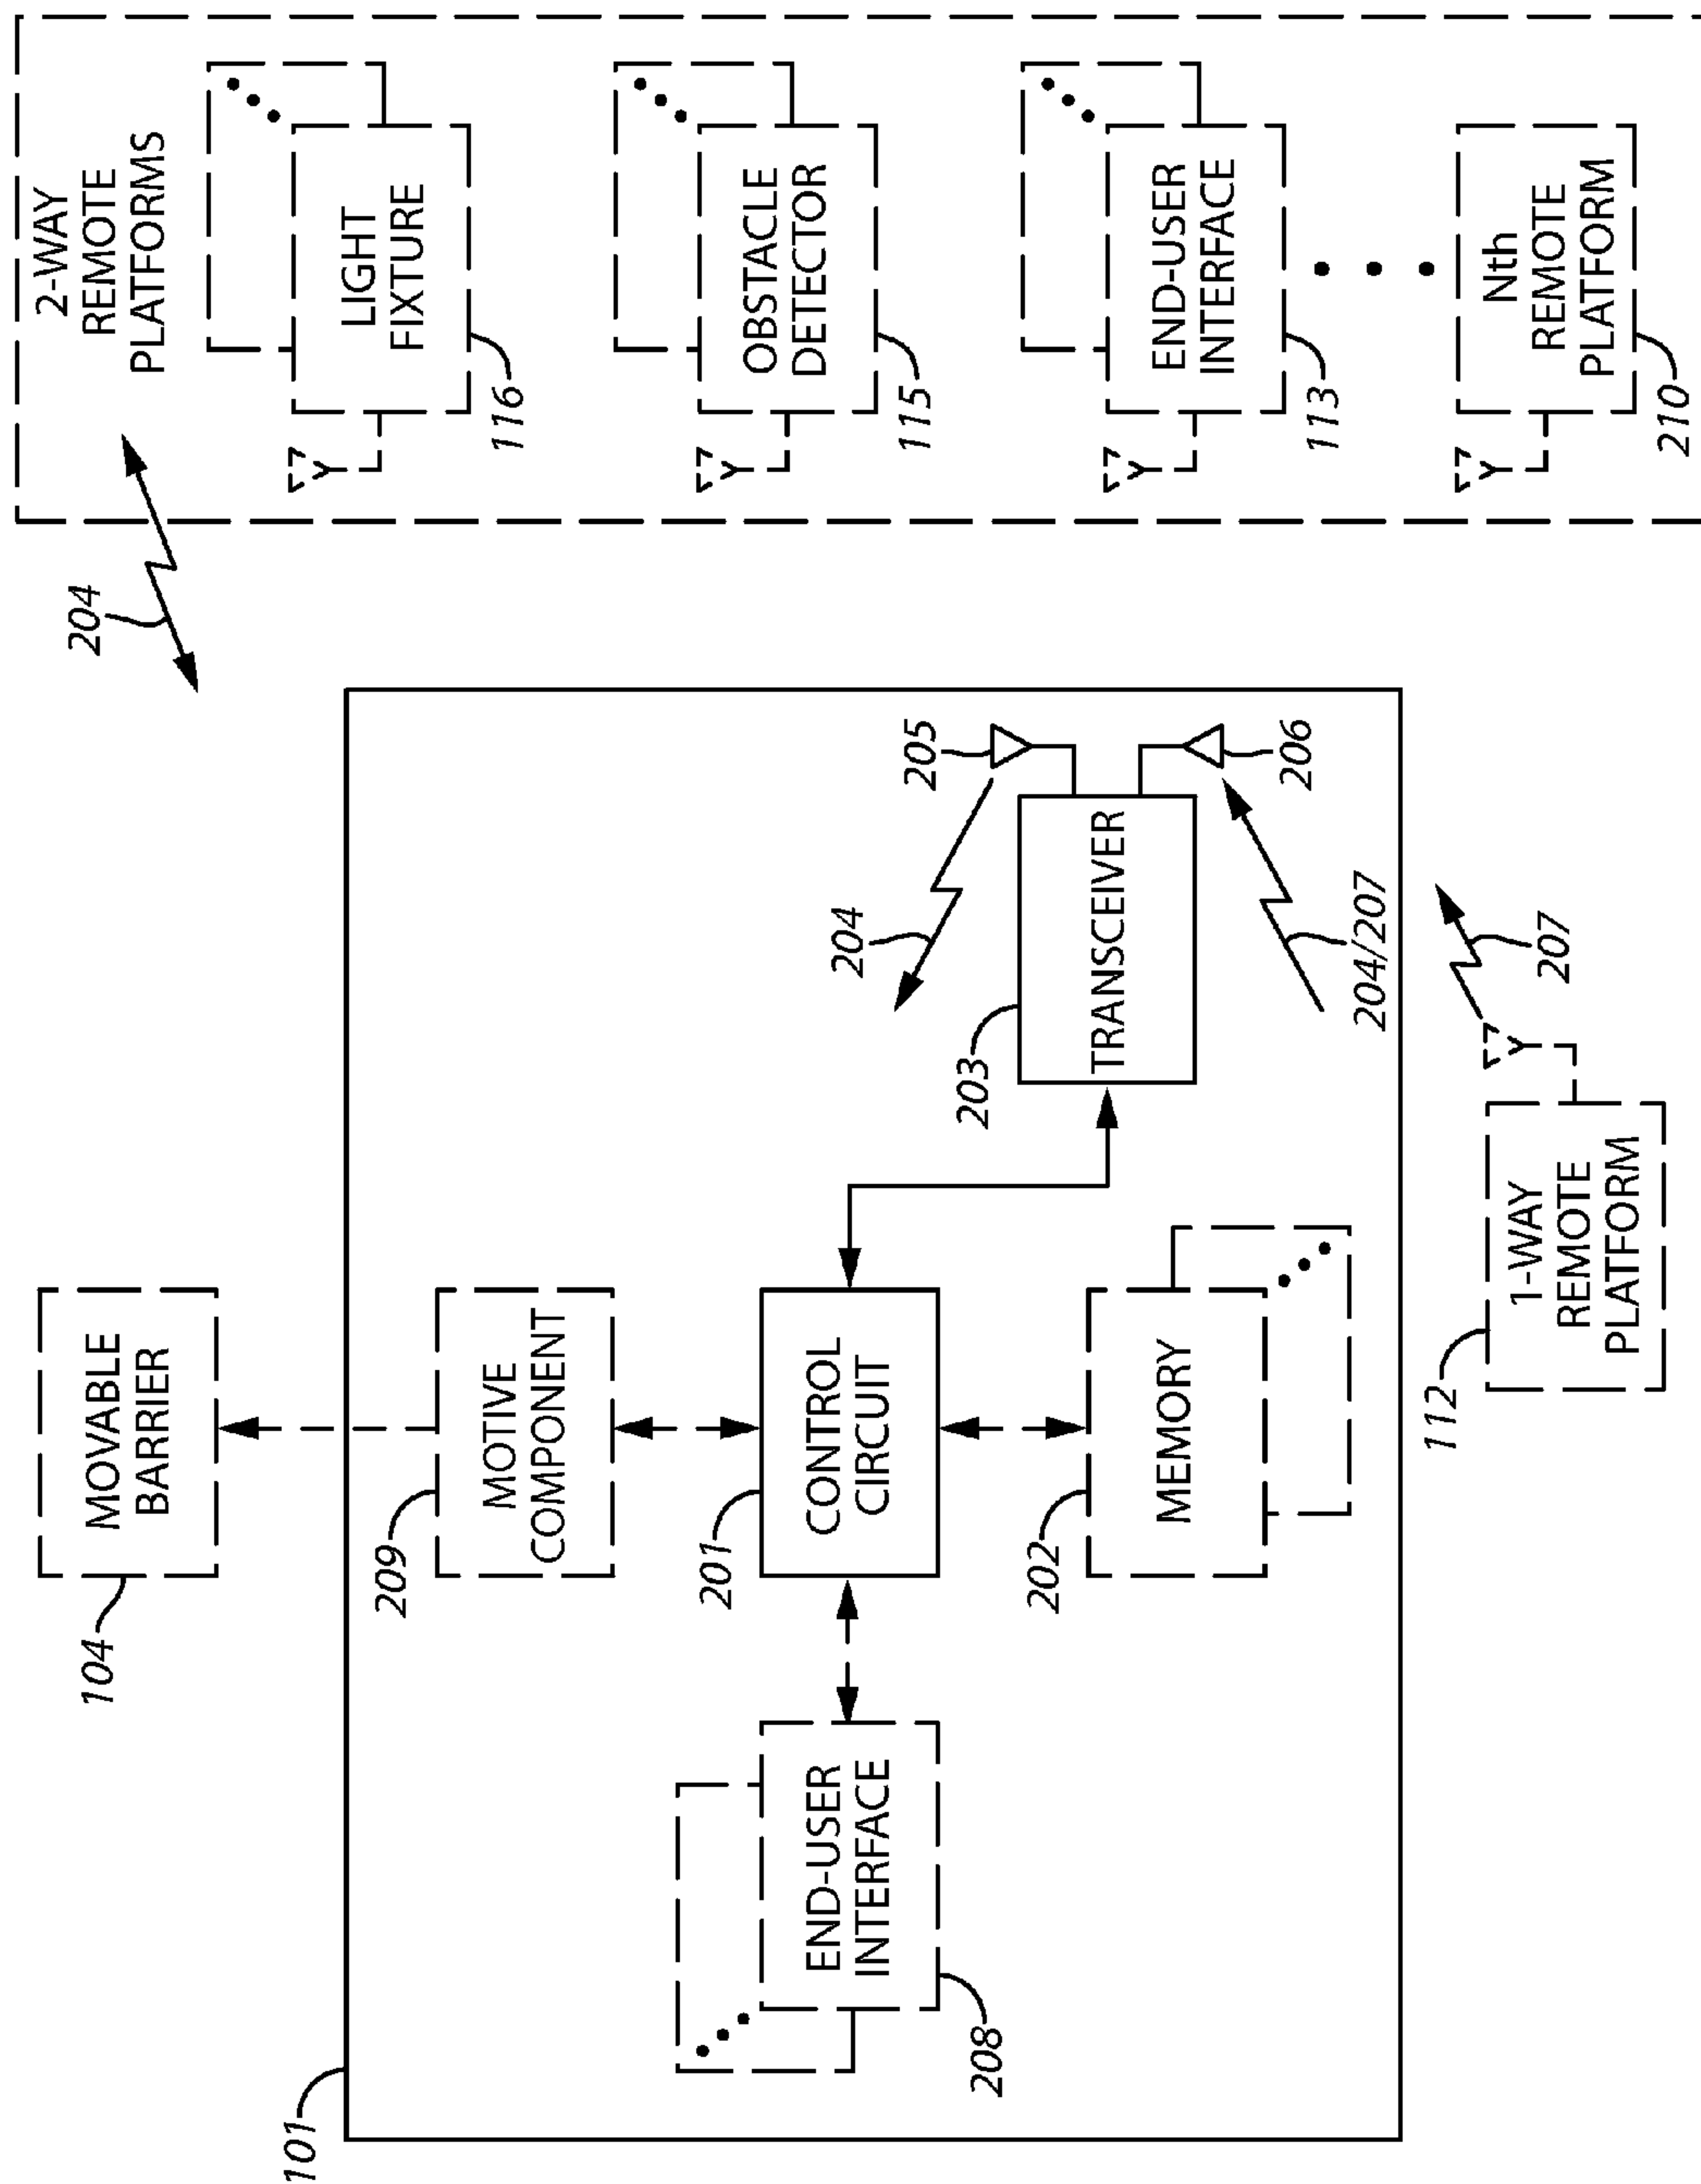 104
MOVABLE
BARRIER
101
209
MOTIVE
COMPONENT
END-USER
INTERFACE
208
201
CONTROL
CIRCUIT
202
MEMORY
203
TRANSCEIVER
204
205
204/207
206
112
1-WAY
REMOTE
PLATFORM
207
204
2-WAY
REMOTE
PLATFORMS
LIGHT
FIXTURE
116
OBSTACLE
DETECTOR
115
END-USER
INTERFACE
113
Nth
REMOTE
PLATFORM
210